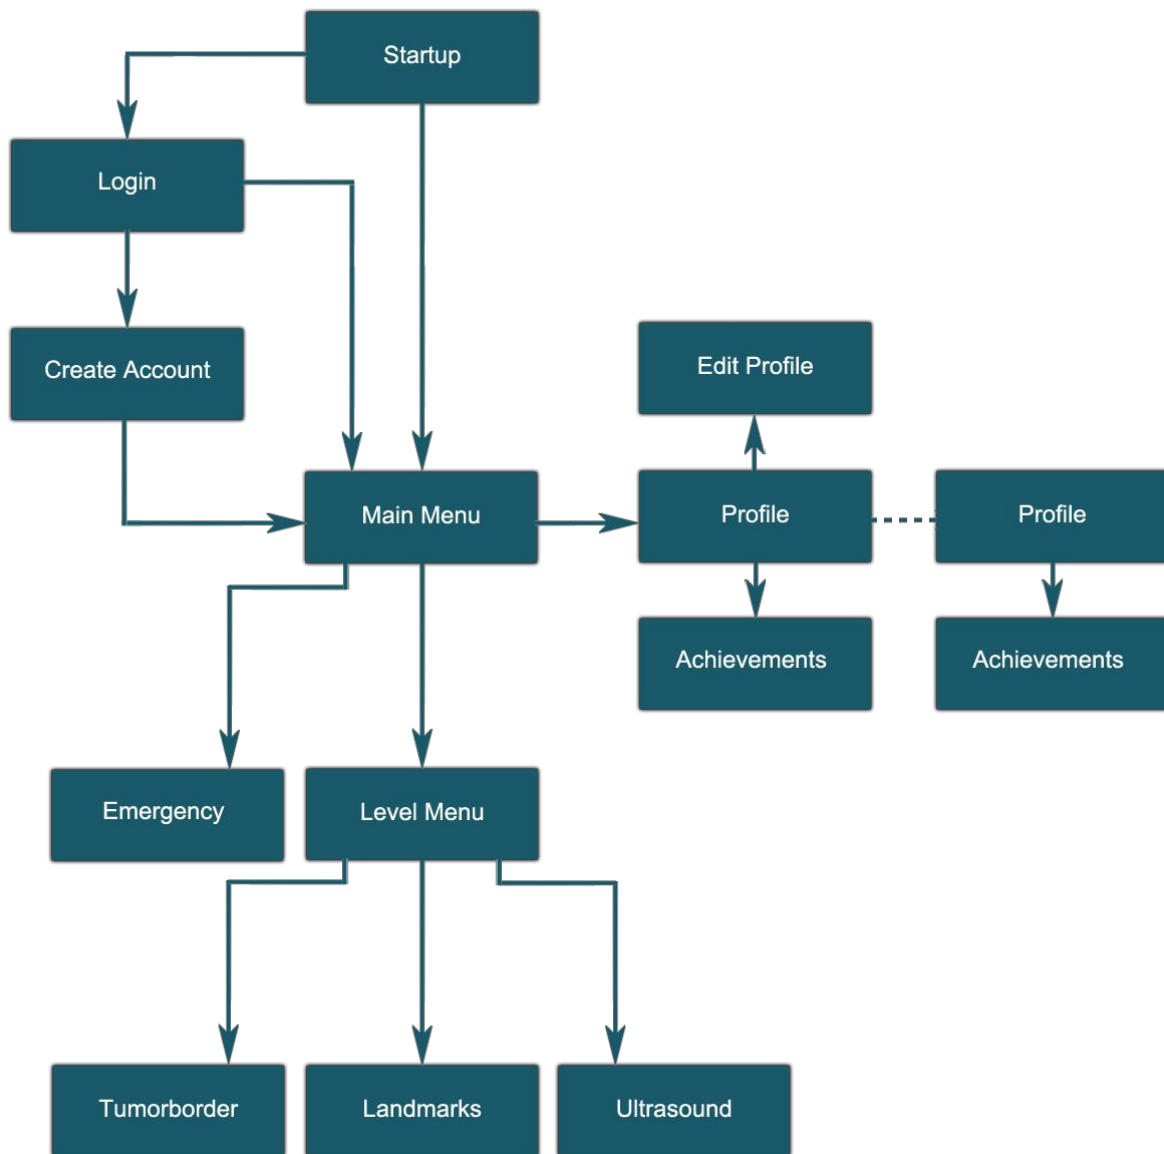 Startup
Login
Create Account
Edit Profile
Main Menu
Profile
Profile
Achievements
Achievements
Emergency
Level Menu
Tumorborder
Landmarks
Ultrasound